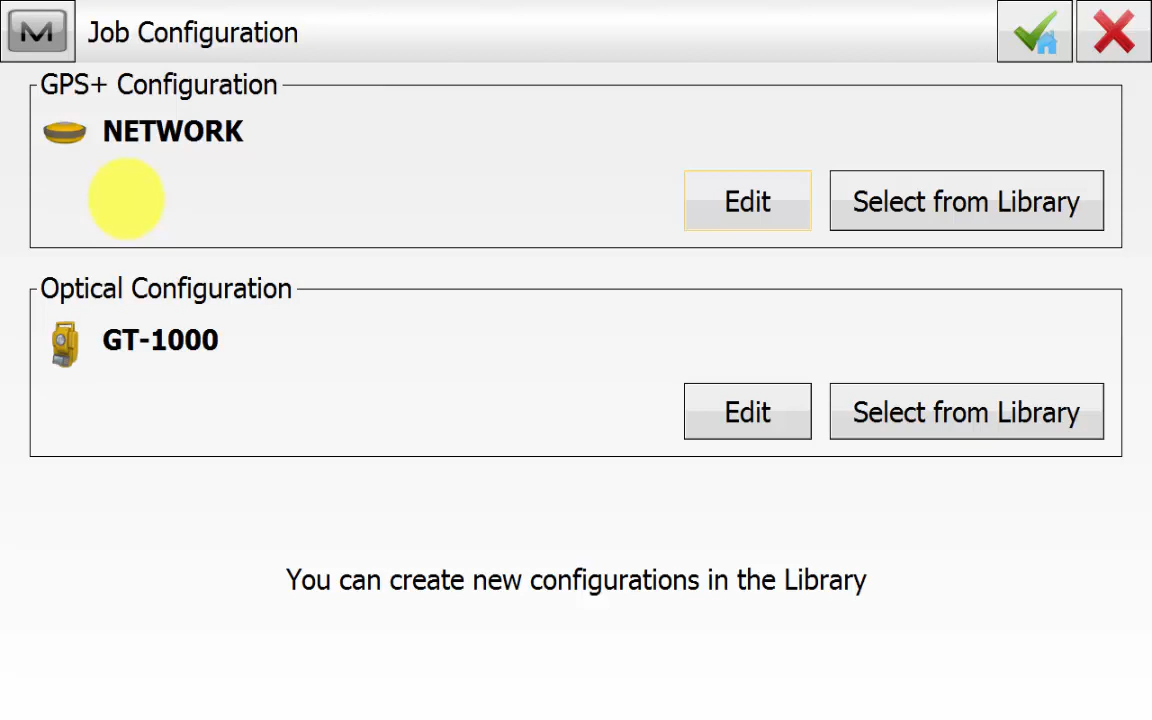 Job Configuration
GPS+ Configuration
NETWORK
Edit
Select from Library
Optical Configuration
GT-1000
Edit
Select from Library
You can create new configurations in the Library